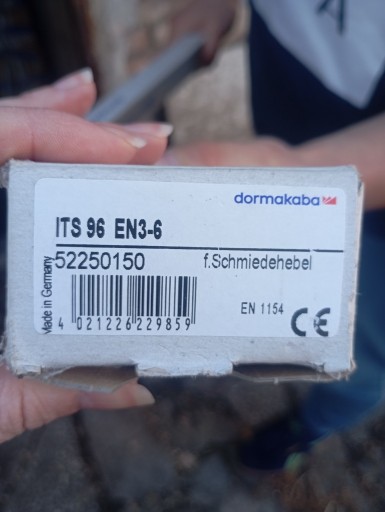 dormakaba
ITS 96 EN3-6
52250150 f.Schmiedehebel
Made in Germany
EN 1154 CE
4 021226 229859